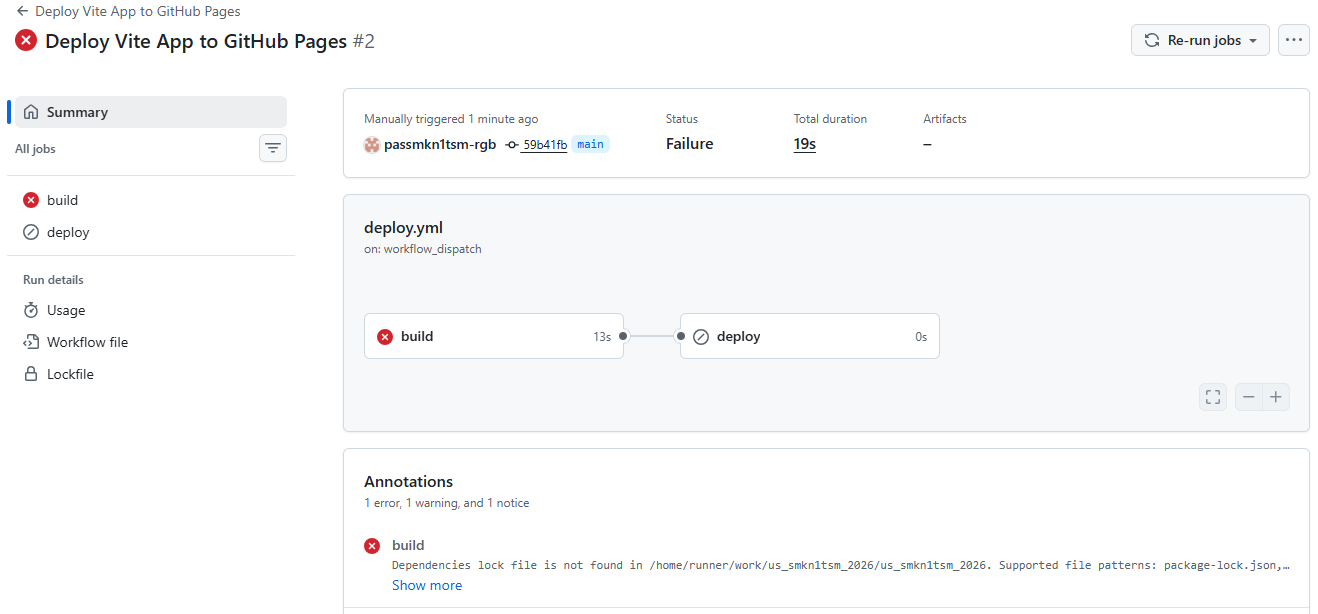 Deploy Vite App to GitHub Pages
Deploy Vite App to GitHub Pages #2
Re-run jobs
Summary
All jobs
build
deploy
Run details
Usage
Workflow file
Lockfile
Manually triggered 1 minute ago
passmkn1tsm-rgb 59b41fb main
Status
Failure
Total duration
19s
Artifacts
–
deploy.yml
on: workflow_dispatch
build 13s
deploy 0s
Annotations
1 error, 1 warning, and 1 notice
build
Dependencies lock file is not found in /home/runner/work/us_smkn1tsm_2026/us_smkn1tsm_2026. Supported file patterns: package-lock.json,…
Show more